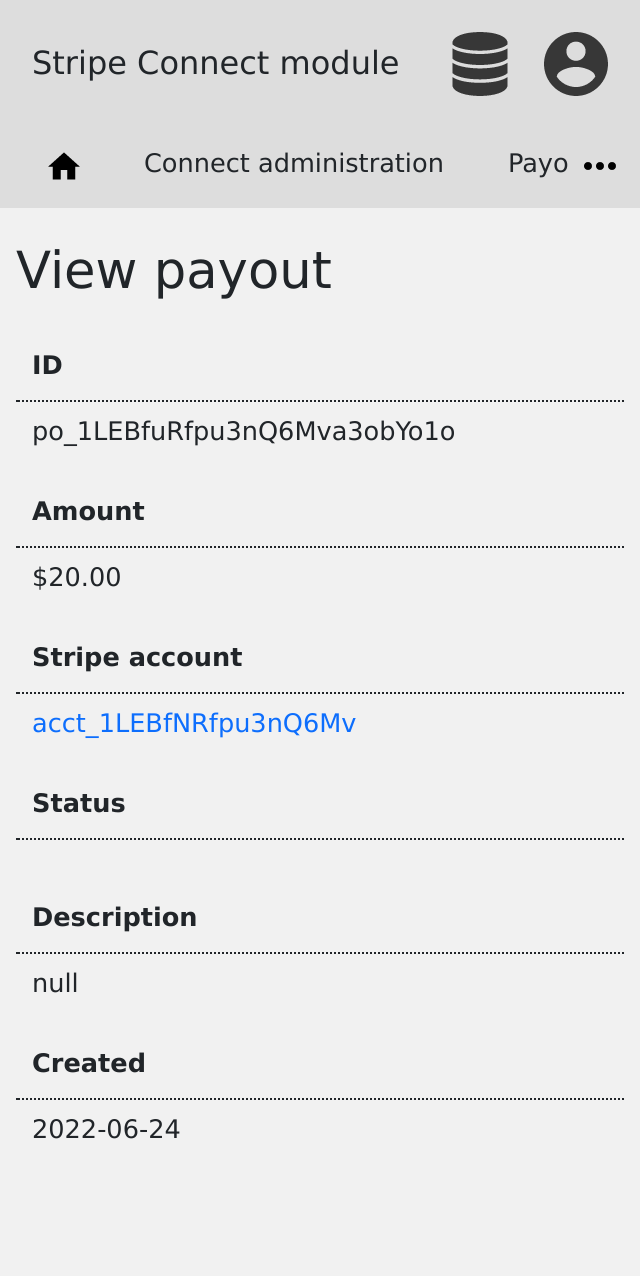 Stripe Connect module
Connect administration Payo
View payout
ID
po_1LEBfuRfpu3nQ6Mva3obYo1o
Amount
$20.00
Stripe account
acct_1LEBfNRfpu3nQ6Mv
Status
Description
null
Created
2022-06-24